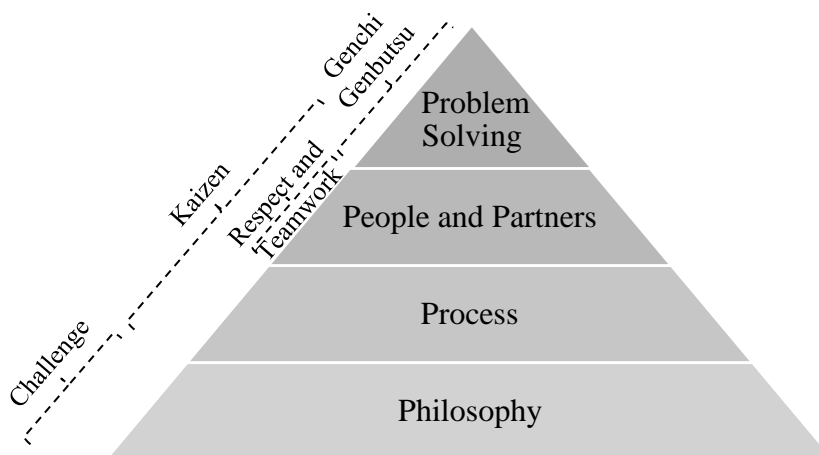 Genchi
Genbutsu
Kaizen
Respect and
Teamwork
Challenge
Problem
Solving
People and Partners
Process
Philosophy